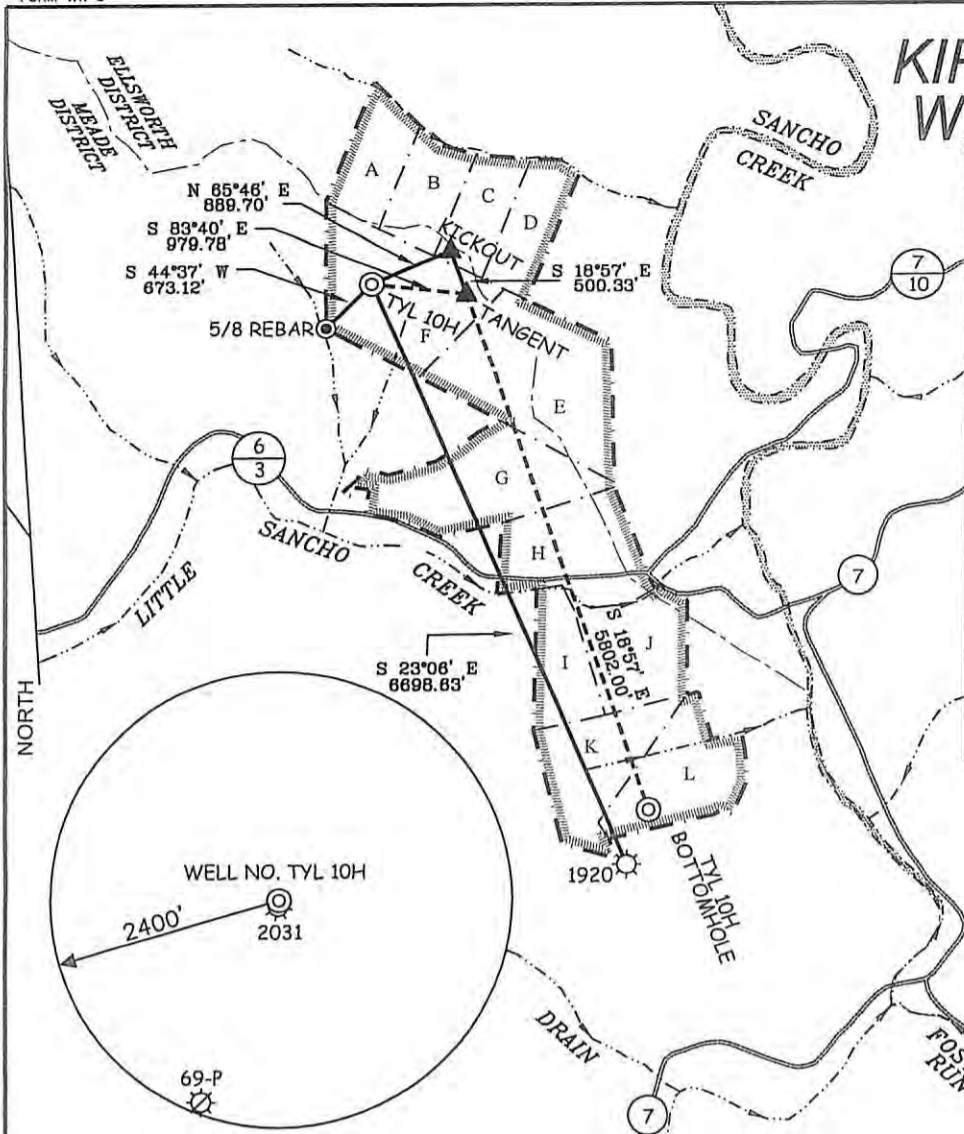 ELLSWORTH
DISTRICT
MEADE
DISTRICT
SANCHO
CREEK
N 65°46' E
889.70'
S 83°40' E
979.78'
S 44°37' W
673.12'
5/8 REBAR
A
B
C
D
KICKOUT
S 18°57' E
500.33'
TYL 10H
F
TANGENT
E
7
10
6
3
G
LITTLE
SANCHO
CREEK
H
7
S 23°06' E
6698.63'
I
J
S 18°57' E
5802.00'
K
L
NORTH
1920
TYL 10H
BOTTOMHOLE
WELL NO. TYL 10H
2031
2400'
69-P
DRAIN
7
RUN